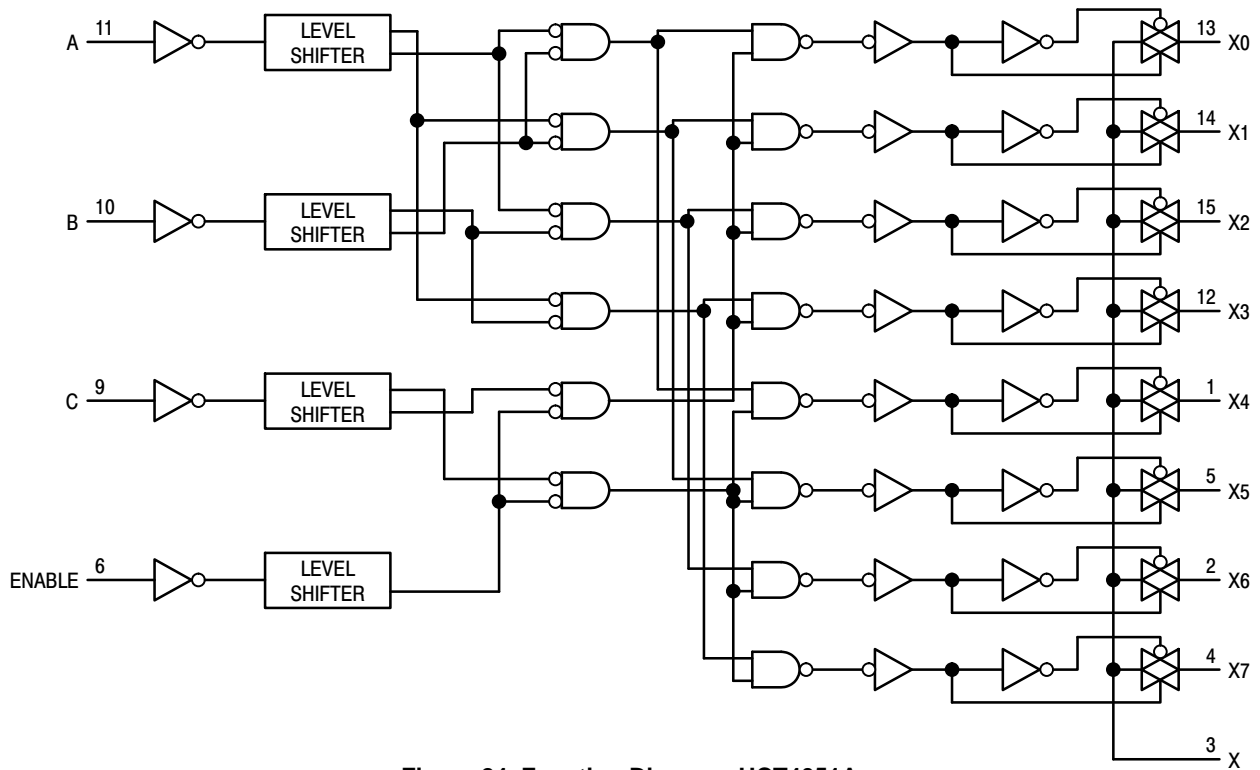 11
A
LEVEL
SHIFTER
13
X0
14
X1
10
B
LEVEL
SHIFTER
15
X2
12
X3
9
C
LEVEL
SHIFTER
1
X4
5
X5
6
ENABLE
LEVEL
SHIFTER
2
X6
4
X7
3
X